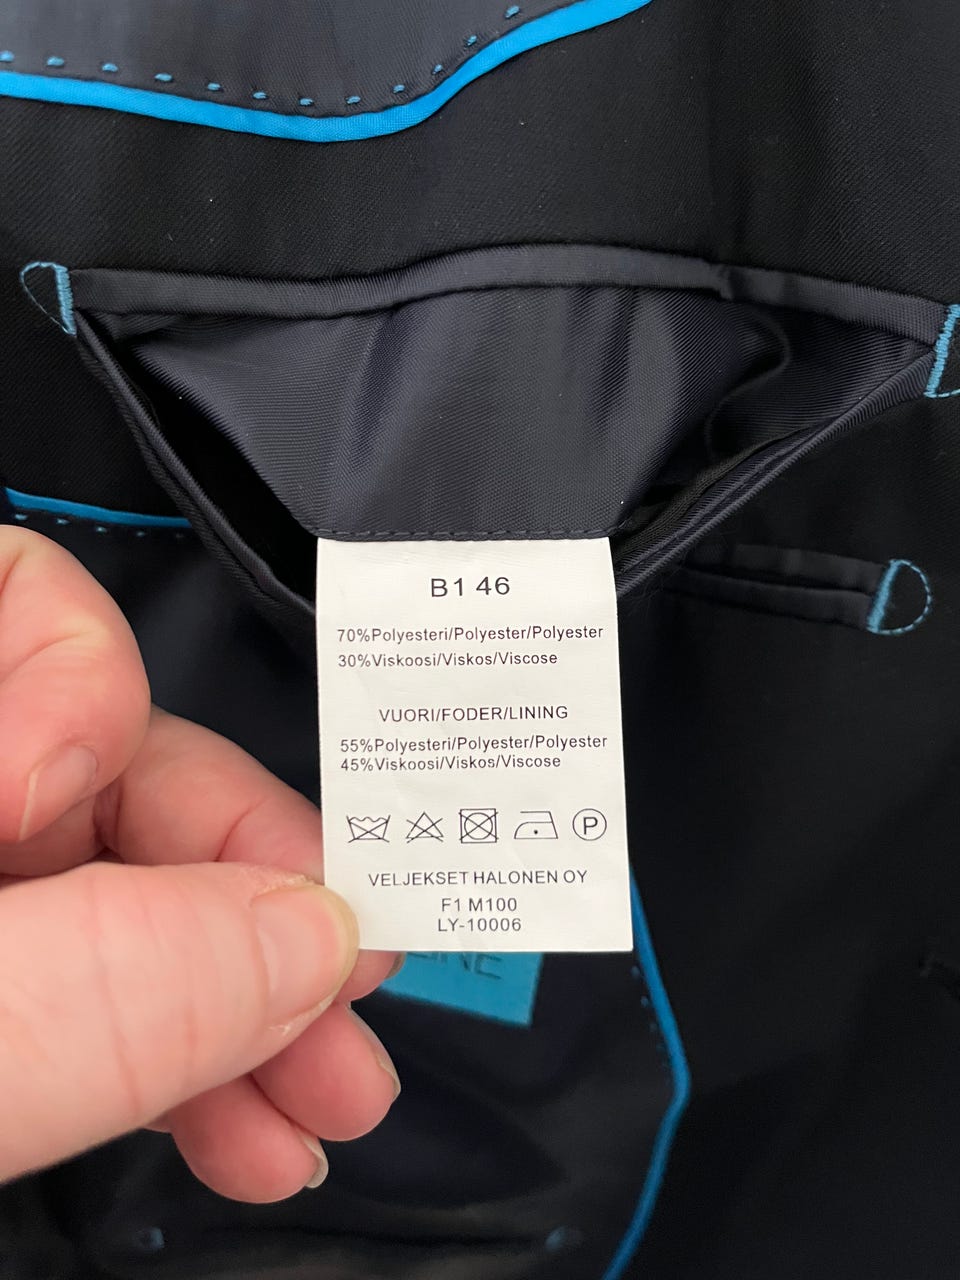 B1 46
70%Polyesteri/Polyester/Polyester
30%Viskoosi/Viskos/Viscose
VUORI/FODER/LINING
55%Polyesteri/Polyester/Polyester
45%Viskoosi/Viskos/Viscose
P
VELJEKSET HALONEN OY
F1 M100
LY-10006